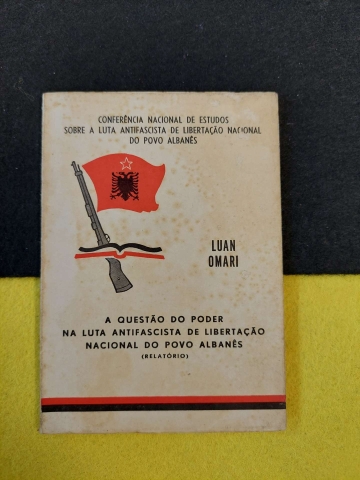 CONFERÊNCIA NACIONAL DE ESTUDOS
SOBRE A LUTA ANTIFASCISTA DE LIBERTAÇÃO NACIONAL
DO POVO ALBANÊS
LUAN
OMARI
A QUESTÃO DO PODER
NA LUTA ANTIFASCISTA DE LIBERTAÇÃO
NACIONAL DO POVO ALBANÊS
(RELATÓRIO)